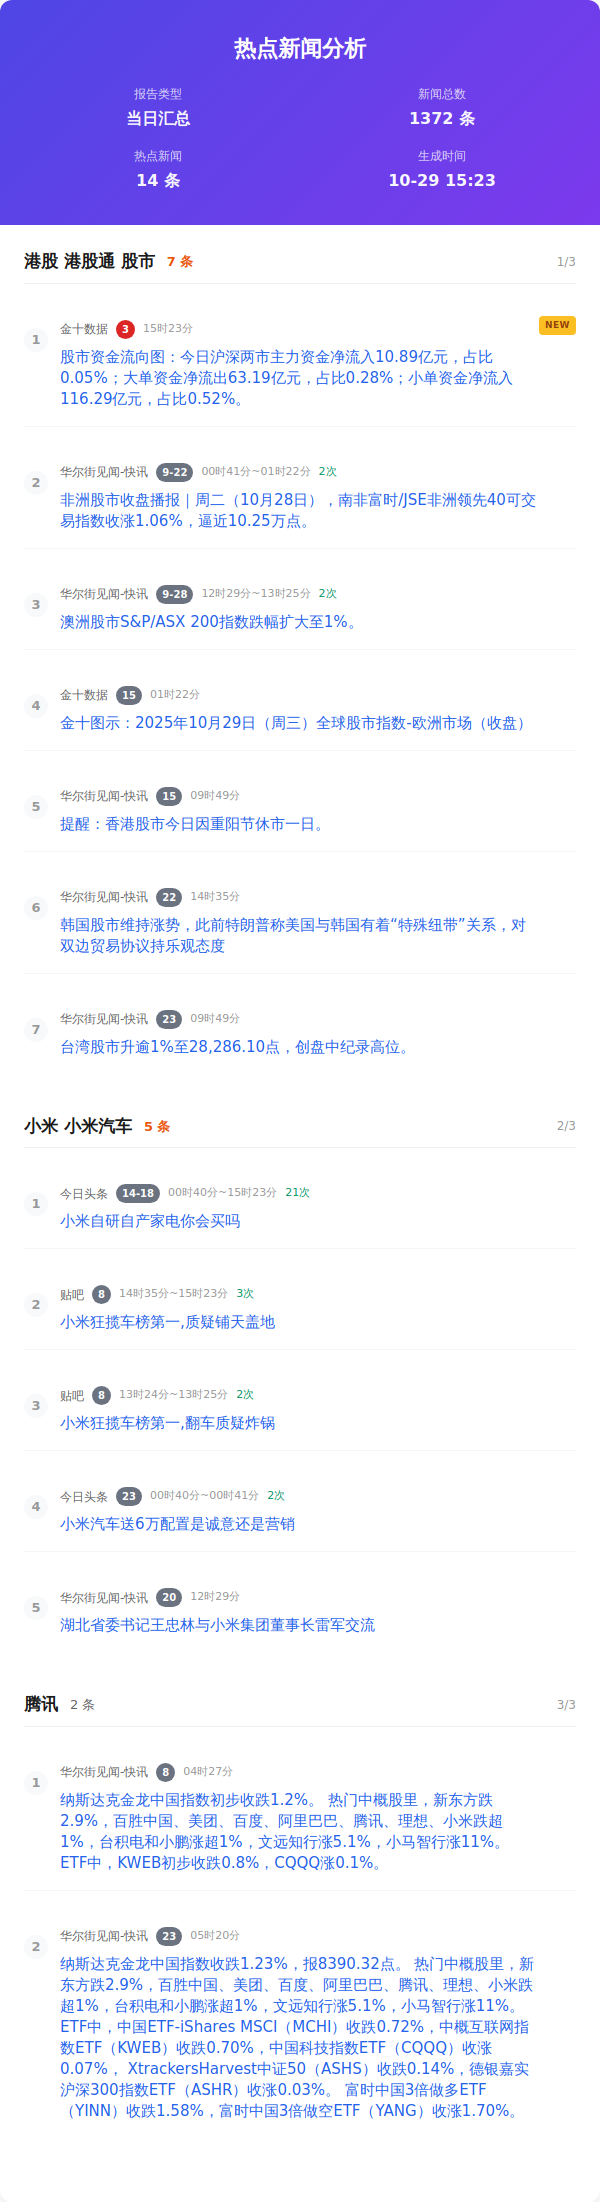 热点新闻分析
报告类型
当日汇总
新闻总数
1372 条
热点新闻
14 条
生成时间
10-29 15:23
港股 港股通 股市 7 条 1/3
1
金十数据 3 15时23分 NEW
股市资金流向图：今日沪深两市主力资金净流入10.89亿元，占比
0.05%；大单资金净流出63.19亿元，占比0.28%；小单资金净流入
116.29亿元，占比0.52%。
2
华尔街见闻-快讯 9-22 00时41分~01时22分 2次
非洲股市收盘播报｜周二（10月28日），南非富时/JSE非洲领先40可交
易指数收涨1.06%，逼近10.25万点。
3
华尔街见闻-快讯 9-28 12时29分~13时25分 2次
澳洲股市S&P/ASX 200指数跌幅扩大至1%。
4
金十数据 15 01时22分
金十图示：2025年10月29日（周三）全球股市指数-欧洲市场（收盘）
5
华尔街见闻-快讯 15 09时49分
提醒：香港股市今日因重阳节休市一日。
6
华尔街见闻-快讯 22 14时35分
韩国股市维持涨势，此前特朗普称美国与韩国有着“特殊纽带”关系，对
双边贸易协议持乐观态度
7
华尔街见闻-快讯 23 09时49分
台湾股市升逾1%至28,286.10点，创盘中纪录高位。
小米 小米汽车 5 条 2/3
1
今日头条 14-18 00时40分~15时23分 21次
小米自研自产家电你会买吗
2
贴吧 8 14时35分~15时23分 3次
小米狂揽车榜第一,质疑铺天盖地
3
贴吧 8 13时24分~13时25分 2次
小米狂揽车榜第一,翻车质疑炸锅
4
今日头条 23 00时40分~00时41分 2次
小米汽车送6万配置是诚意还是营销
5
华尔街见闻-快讯 20 12时29分
湖北省委书记王忠林与小米集团董事长雷军交流
腾讯 2 条 3/3
1
华尔街见闻-快讯 8 04时27分
纳斯达克金龙中国指数初步收跌1.2%。 热门中概股里，新东方跌
2.9%，百胜中国、美团、百度、阿里巴巴、腾讯、理想、小米跌超
1%，台积电和小鹏涨超1%，文远知行涨5.1%，小马智行涨11%。
ETF中，KWEB初步收跌0.8%，CQQQ涨0.1%。
2
华尔街见闻-快讯 23 05时20分
纳斯达克金龙中国指数收跌1.23%，报8390.32点。 热门中概股里，新
东方跌2.9%，百胜中国、美团、百度、阿里巴巴、腾讯、理想、小米跌
超1%，台积电和小鹏涨超1%，文远知行涨5.1%，小马智行涨11%。
ETF中，中国ETF-iShares MSCI（MCHI）收跌0.72%，中概互联网指
数ETF（KWEB）收跌0.70%，中国科技指数ETF（CQQQ）收涨
0.07%， XtrackersHarvest中证50（ASHS）收跌0.14%，德银嘉实
沪深300指数ETF（ASHR）收涨0.03%。 富时中国3倍做多ETF
（YINN）收跌1.58%，富时中国3倍做空ETF（YANG）收涨1.70%。